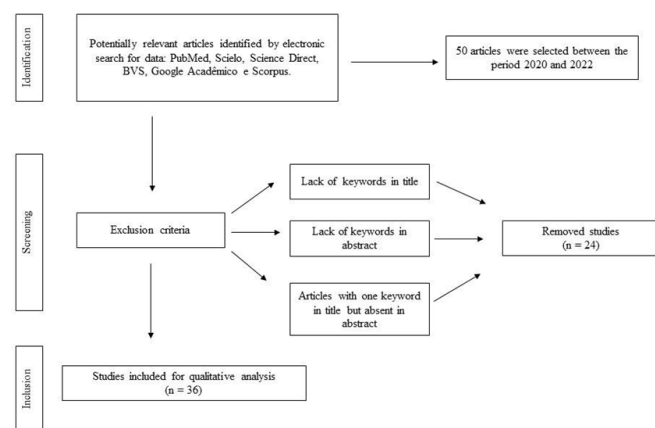 Identification
Potentially relevant articles identified by electronic
search for data: PubMed, Scielo, Science Direct,
BVS, Google Acadêmico e Scorpus.
50 articles were selected between the
period 2020 and 2022
Screening
Exclusion criteria
Lack of keywords in title
Lack of keywords in
abstract
Articles with one keyword
in title but absent in
abstract
Removed studies
(n = 24)
Inclusion
Studies included for qualitative analysis
(n = 36)